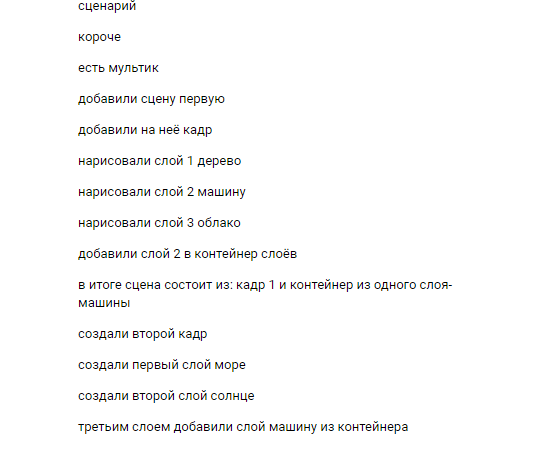 сценарий
короче
есть мультик
добавили сцену первую
добавили на неё кадр
нарисовали слой 1 дерево
нарисовали слой 2 машину
нарисовали слой 3 облако
добавили слой 2 в контейнер слоёв
в итоге сцена состоит из: кадр 1 и контейнер из одного слоя-
машины
создали второй кадр
создали первый слой море
создали второй слой солнце
третьим слоем добавили слой машину из контейнера